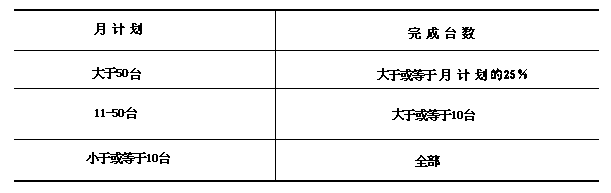 月计划 完成台数
大于50台 大于或等于月计划的25%
11-50台 大于或等于10台
小于或等于10台 全部